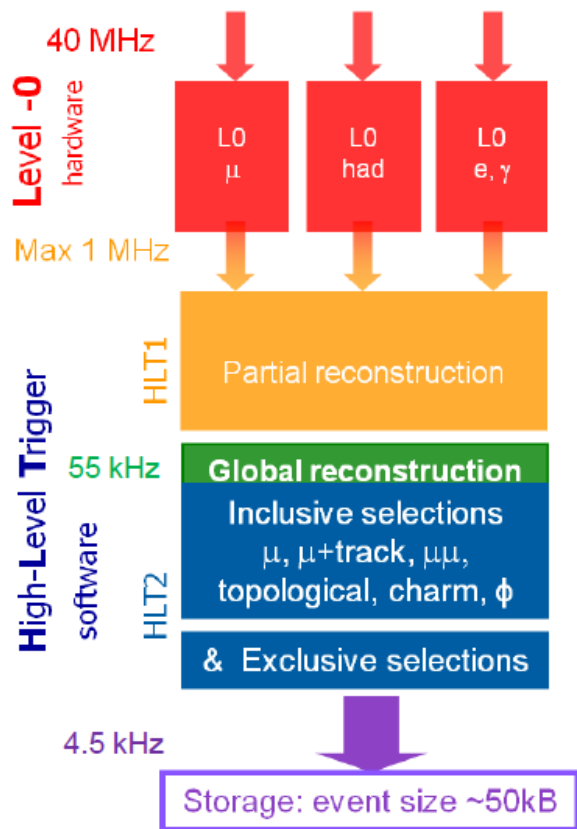 40 MHz
Level -0
hardware
L0
μ
L0
had
L0
e, γ
Max 1 MHz
High-Level Trigger
software
HLT1
Partial reconstruction
55 kHz
Global reconstruction
HLT2
Inclusive selections
μ, μ+track, μμ,
topological, charm, ϕ
& Exclusive selections
4.5 kHz
Storage: event size ~50kB